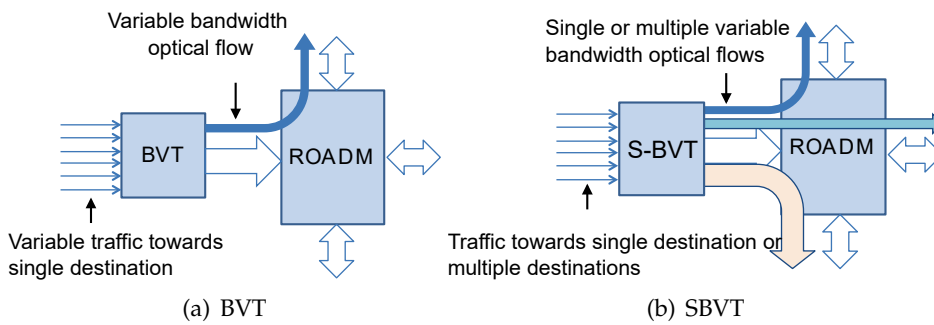 Variable bandwidth
optical flow
BVT
ROADM
Variable traffic towards
single destination
(a) BVT
Single or multiple variable
bandwidth optical flows
S-BVT
ROADM
Traffic towards single destination or
multiple destinations
(b) SBVT